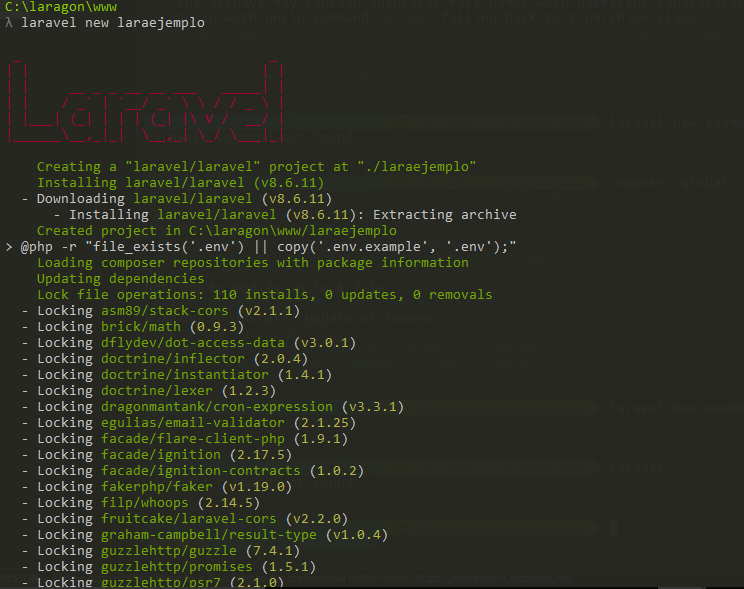 C:\laragon\www
λ laravel new laraejemplo
Laravel
Creating a "laravel/laravel" project at "./laraejemplo"
Installing laravel/laravel (v8.6.11)
- Downloading laravel/laravel (v8.6.11)
- Installing laravel/laravel (v8.6.11): Extracting archive
Created project in C:\laragon\www/laraejemplo
> @php -r "file_exists('.env') || copy('.env.example', '.env');"
Loading composer repositories with package information
Updating dependencies
Lock file operations: 110 installs, 0 updates, 0 removals
- Locking asm89/stack-cors (v2.1.1)
- Locking brick/math (0.9.3)
- Locking dflydev/dot-access-data (v3.0.1)
- Locking doctrine/inflector (2.0.4)
- Locking doctrine/instantiator (1.4.1)
- Locking doctrine/lexer (1.2.3)
- Locking dragonmantank/cron-expression (v3.3.1)
- Locking egulias/email-validator (2.1.25)
- Locking facade/flare-client-php (1.9.1)
- Locking facade/ignition (2.17.5)
- Locking facade/ignition-contracts (1.0.2)
- Locking fakerphp/faker (v1.19.0)
- Locking filp/whoops (2.14.5)
- Locking fruitcake/laravel-cors (v2.2.0)
- Locking graham-campbell/result-type (v1.0.4)
- Locking guzzlehttp/guzzle (7.4.1)
- Locking guzzlehttp/promises (1.5.1)
- Locking guzzlehttp/psr7 (2.1.0)